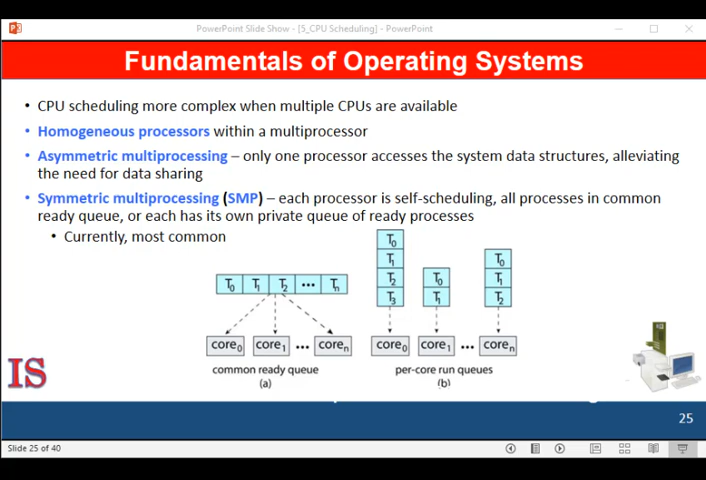 PowerPoint Slide Show - [5_CPU Scheduling] - PowerPoint
Fundamentals of Operating Systems
• CPU scheduling more complex when multiple CPUs are available
• Homogeneous processors within a multiprocessor
• Asymmetric multiprocessing – only one processor accesses the system data structures, alleviating
the need for data sharing
• Symmetric multiprocessing (SMP) – each processor is self-scheduling, all processes in common
ready queue, or each has its own private queue of ready processes
• Currently, most common
T0 T1 T2 ••• Tn
core0 core1 ••• coren
common ready queue
(a)
T0
T1
T2
T3
T0
T1
T0
T1
T2
core0 core1 ••• coren
per-core run queues
(b)
IS
25
Slide 25 of 40